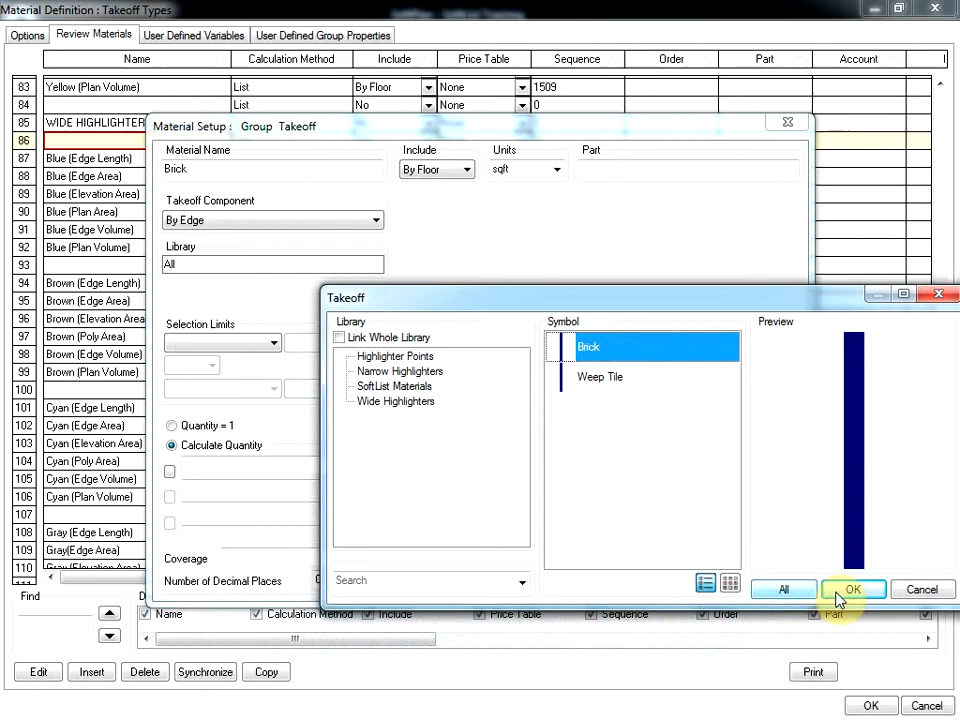 Material Definition : Takeoff Types
Options Review Materials User Defined Variables User Defined Group Properties
Name Calculation Method Include Price Table Sequence Order Part Account
83 Yellow (Plan Volume) List By Floor None 1509
84 List No None 0
85 WIDE HIGHLIGHTER
86
87 Blue (Edge Length)
88 Blue (Edge Area)
89 Blue (Elevation Area)
90 Blue (Plan Area)
91 Blue (Edge Volume)
92 Blue (Plan Volume)
93
94 Brown (Edge Length)
95 Brown (Edge Area)
96 Brown (Elevation Area
97 Brown (Poly Area)
98 Brown (Edge Volume)
99 Brown (Plan Volume)
100
101 Cyan (Edge Length)
102 Cyan (Edge Area)
103 Cyan (Elevation Area)
104 Cyan (Poly Area)
105 Cyan (Edge Volume)
106 Cyan (Plan Volume)
107
108 Gray (Edge Length)
109 Gray(Edge Area)
110 Gray (Elevation Area)
Material Setup : Group Takeoff
Material Name Include Units Part
Brick By Floor sqft
Takeoff Component
By Edge
Library
All
Selection Limits
Quantity = 1
Calculate Quantity
Coverage
Number of Decimal Places
Takeoff
Library
Link Whole Library
Highlighter Points
Narrow Highlighters
SoftList Materials
Wide Highlighters
Search
Symbol
Brick
Weep Tile
Preview
All OK Cancel
Find
Name Calculation Method Include Price Table Sequence Order Part
Edit Insert Delete Synchronize Copy Print
OK Cancel